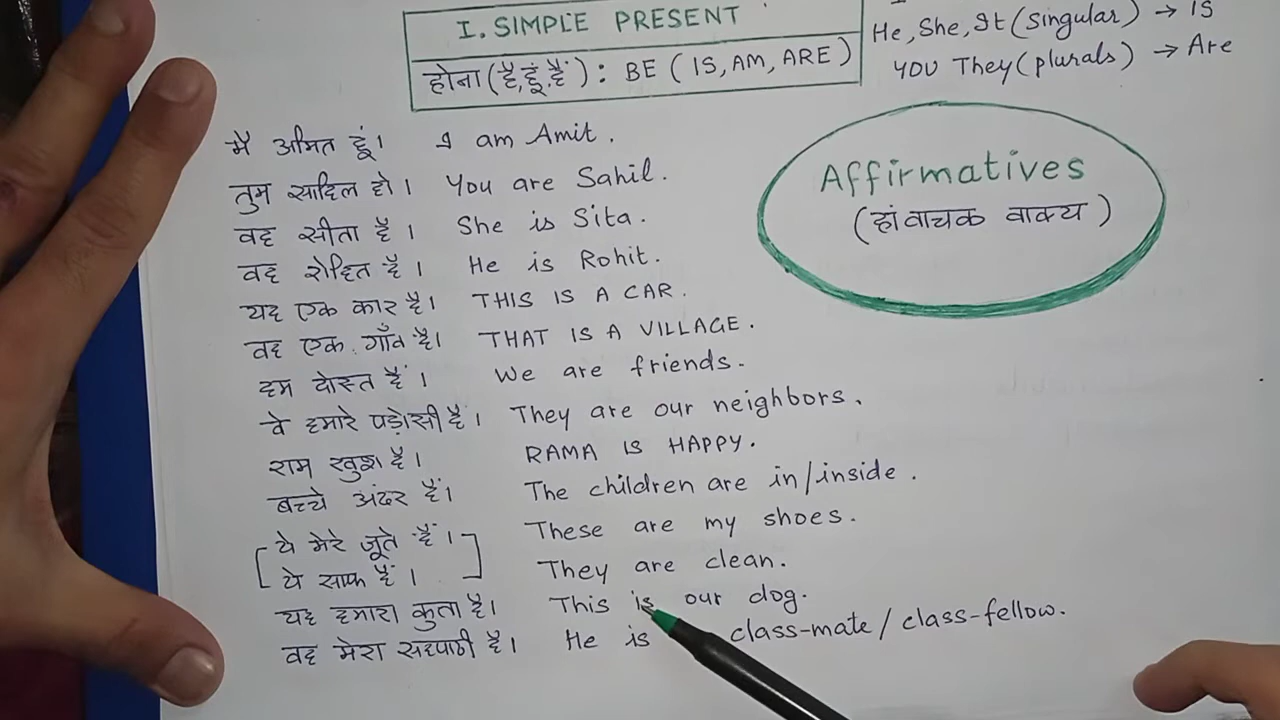 I. SIMPLE PRESENT
होना (है, हूं, हैं) : BE ( IS, AM, ARE )
He, She, It (Singular) → IS
YOU They (plurals) → Are
Affirmatives
(हांवाचक वाक्य)
मैं अमित हूं। I am Amit.
तुम साहिल हो। You are Sahil.
वह सीता है। She is Sita.
वह रोहित है। He is Rohit.
यह एक कार है। THIS IS A CAR.
वह एक गाँव है। THAT IS A VILLAGE.
हम दोस्त हैं। We are friends.
वे हमारे पड़ोसी हैं। They are our neighbors.
राम खुश है। RAMA IS HAPPY.
बच्चे अंदर हैं। The children are in/inside.
ये मेरे जूते हैं। These are my shoes.
ये साफ हैं। They are clean.
यह हमारा कुता है। This is our dog.
वह मेरा सहपाठी है। He is class-mate/class-fellow.